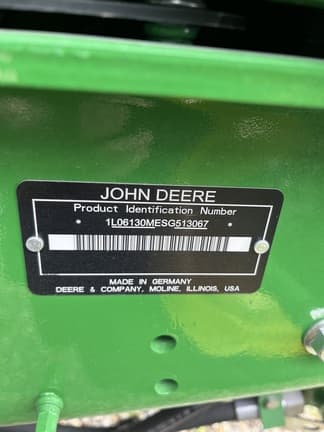 JOHN DEERE
Product Identification Number
* 1L06130MESG513067 *
MADE IN GERMANY
DEERE & COMPANY, MOLINE, ILLINOIS, USA